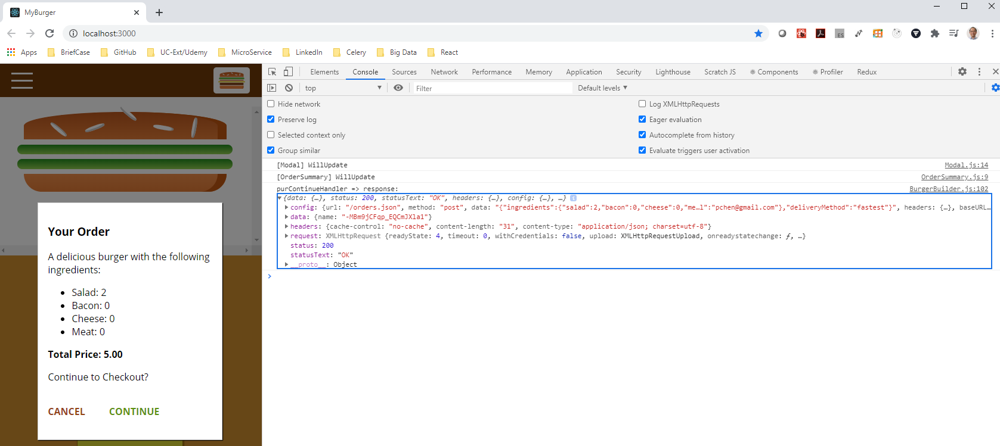 MyBurger
localhost:3000
Apps BriefCase GitHub UC-Ext/Udemy MicroService LinkedIn Celery Big Data React
Elements Console Sources Network Performance Memory Application Security Lighthouse Scratch JS Components Profiler Redux
top Filter Default levels
Hide network Log XMLHttpRequests
Preserve log Eager evaluation
Selected context only Autocomplete from history
Group similar Evaluate triggers user activation
[Modal] WillUpdate Modal.js:14
[OrderSummary] WillUpdate OrderSummary.js:9
purContinueHandler => response: BurgerBuilder.js:102
{data: {…}, status: 200, statusText: "OK", headers: {…}, config: {…}, …} i
config: {url: "/orders.json", method: "post", data: "{"ingredients":{"salad":2,"bacon":0,"cheese":0,"me…l":"pchen@gmail.com"},"deliveryMethod":"fastest"}", headers: {…}, baseURL…
data: {name: "-MBm9jCFqp_EQCmJXla1"}
headers: {cache-control: "no-cache", content-length: "31", content-type: "application/json; charset=utf-8"}
request: XMLHttpRequest {readyState: 4, timeout: 0, withCredentials: false, upload: XMLHttpRequestUpload, onreadystatechange: ƒ, …}
status: 200
statusText: "OK"
__proto__: Object
Your Order
A delicious burger with the following
ingredients:
Salad: 2
Bacon: 0
Cheese: 0
Meat: 0
Total Price: 5.00
Continue to Checkout?
CANCEL CONTINUE